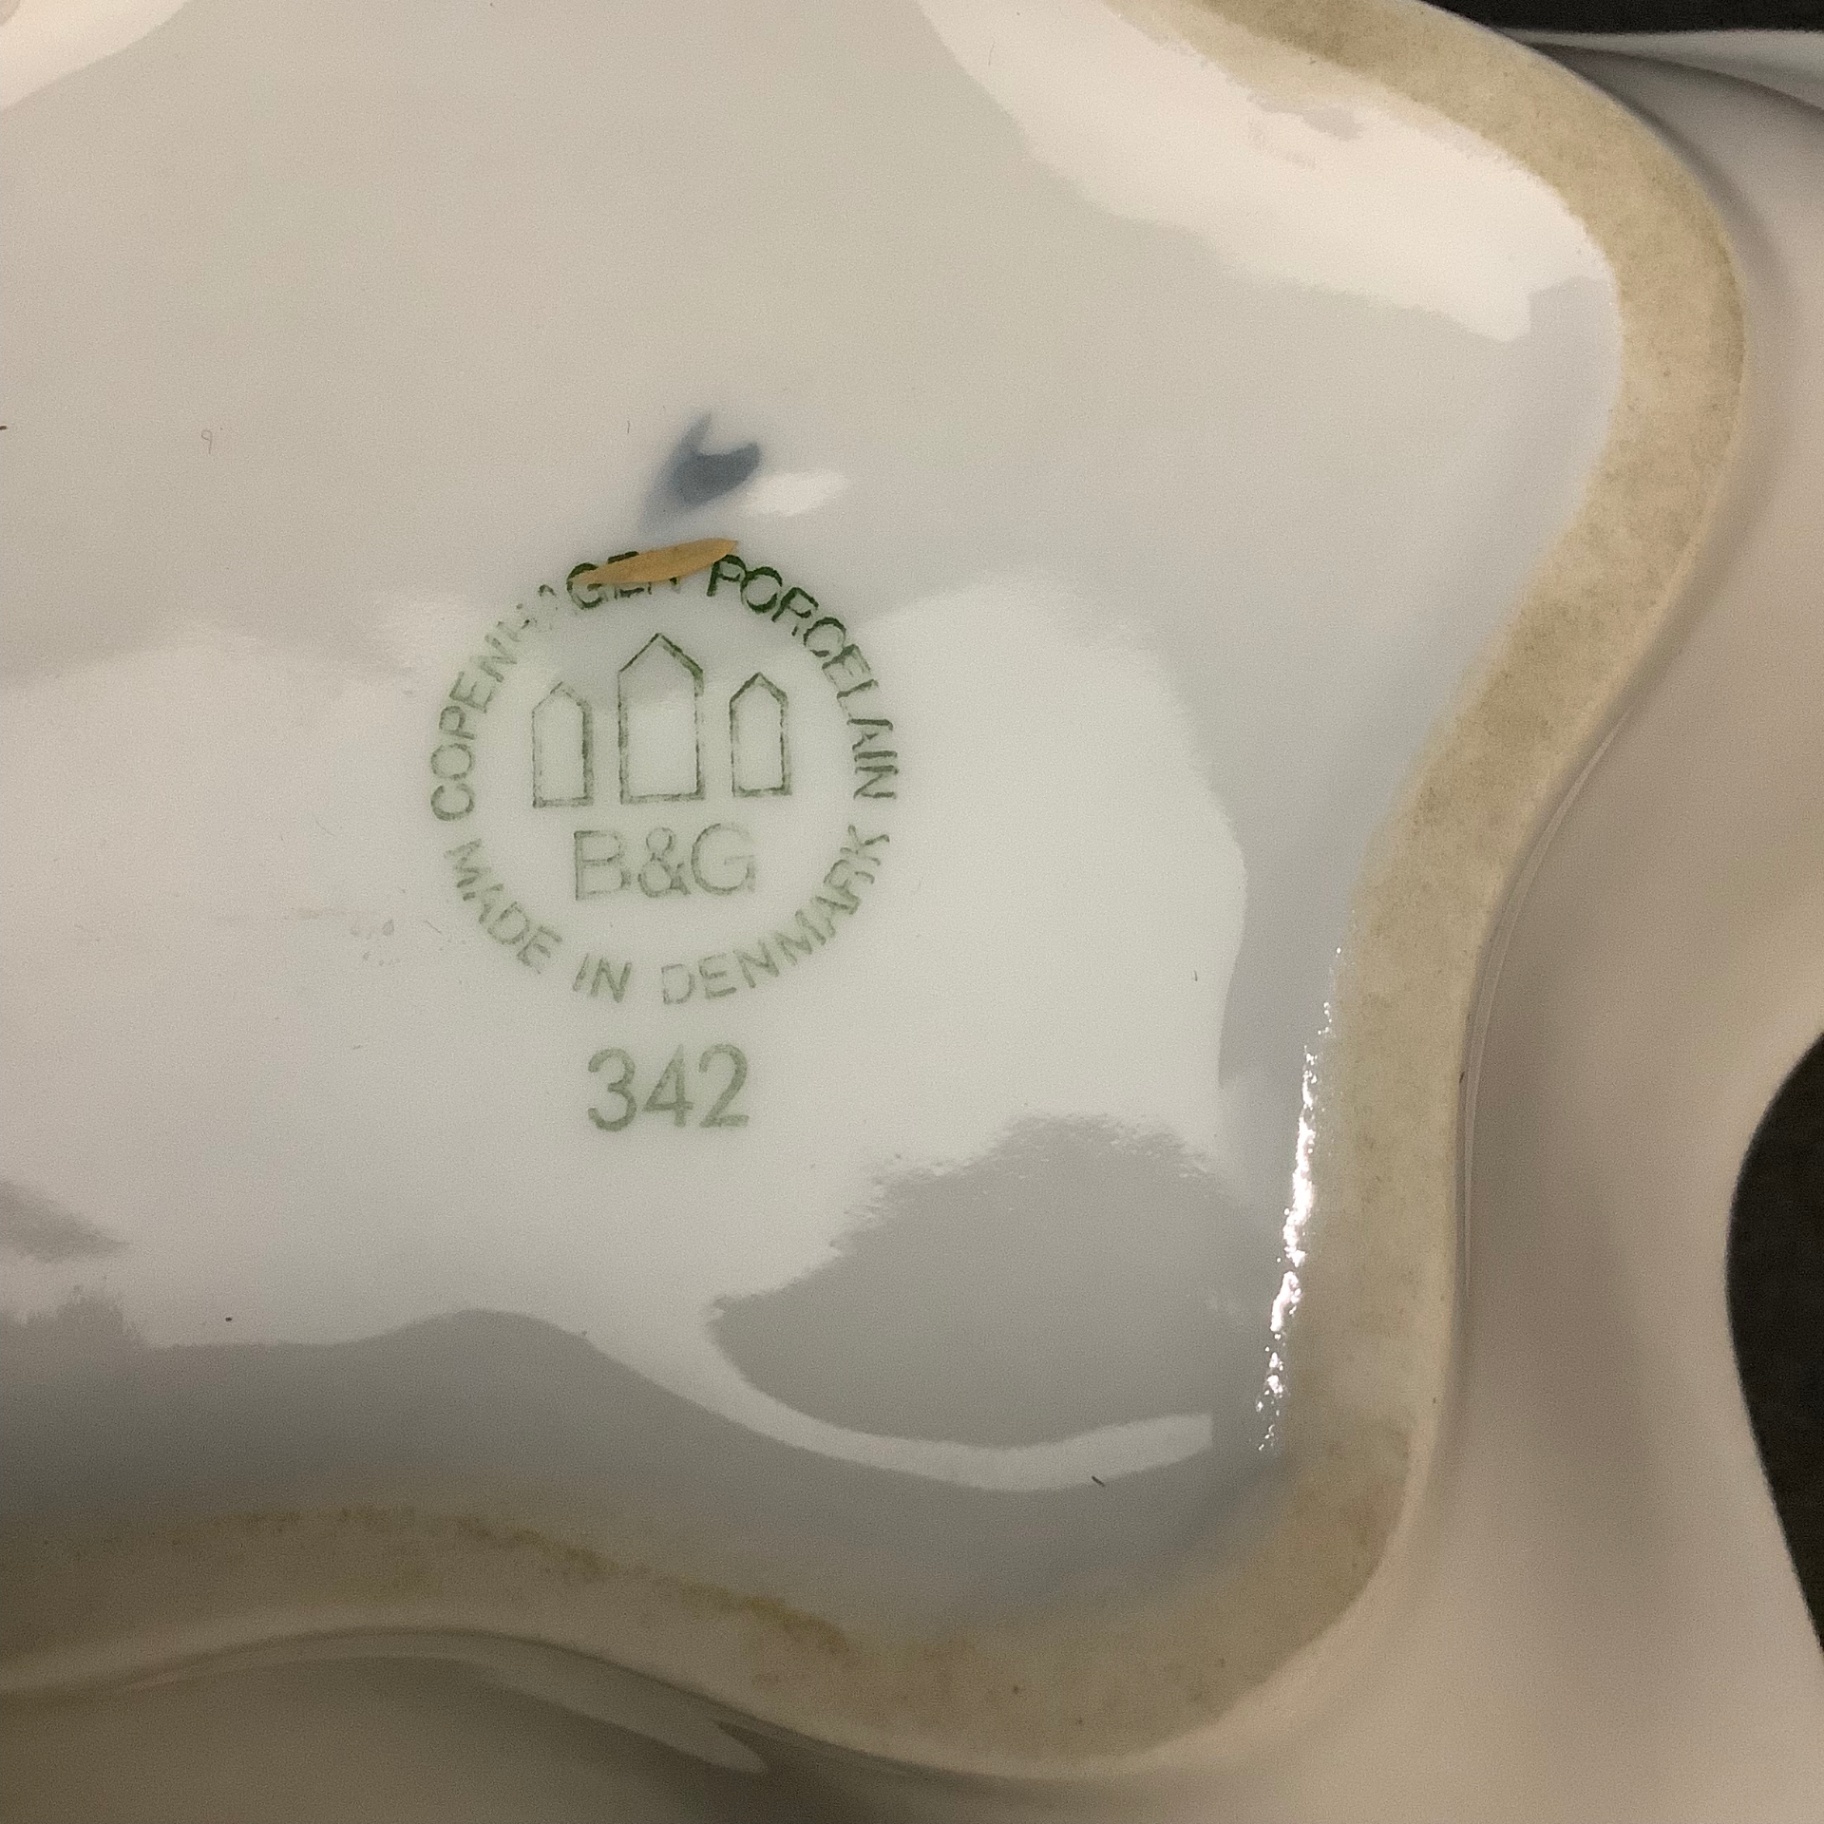 COPENHAGEN PORCELAIN
B&G
MADE IN DENMARK
342